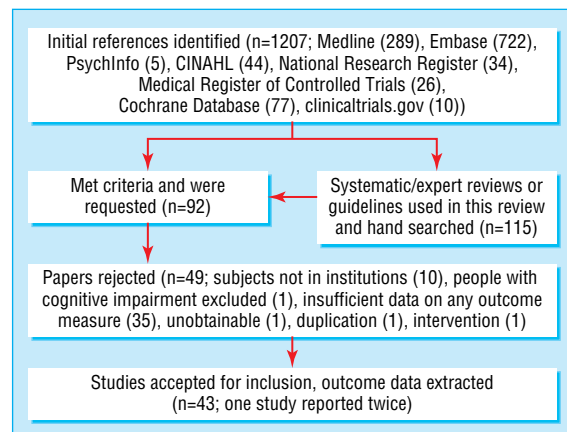 Initial references identified (n=1207; Medline (289), Embase (722),
PsychInfo (5), CINAHL (44), National Research Register (34),
Medical Register of Controlled Trials (26),
Cochrane Database (77), clinicaltrials.gov (10))
Met criteria and were
requested (n=92)
Systematic/expert reviews or
guidelines used in this review
and hand searched (n=115)
Papers rejected (n=49; subjects not in institutions (10), people with
cognitive impairment excluded (1), insufficient data on any outcome
measure (35), unobtainable (1), duplication (1), intervention (1)
Studies accepted for inclusion, outcome data extracted
(n=43; one study reported twice)